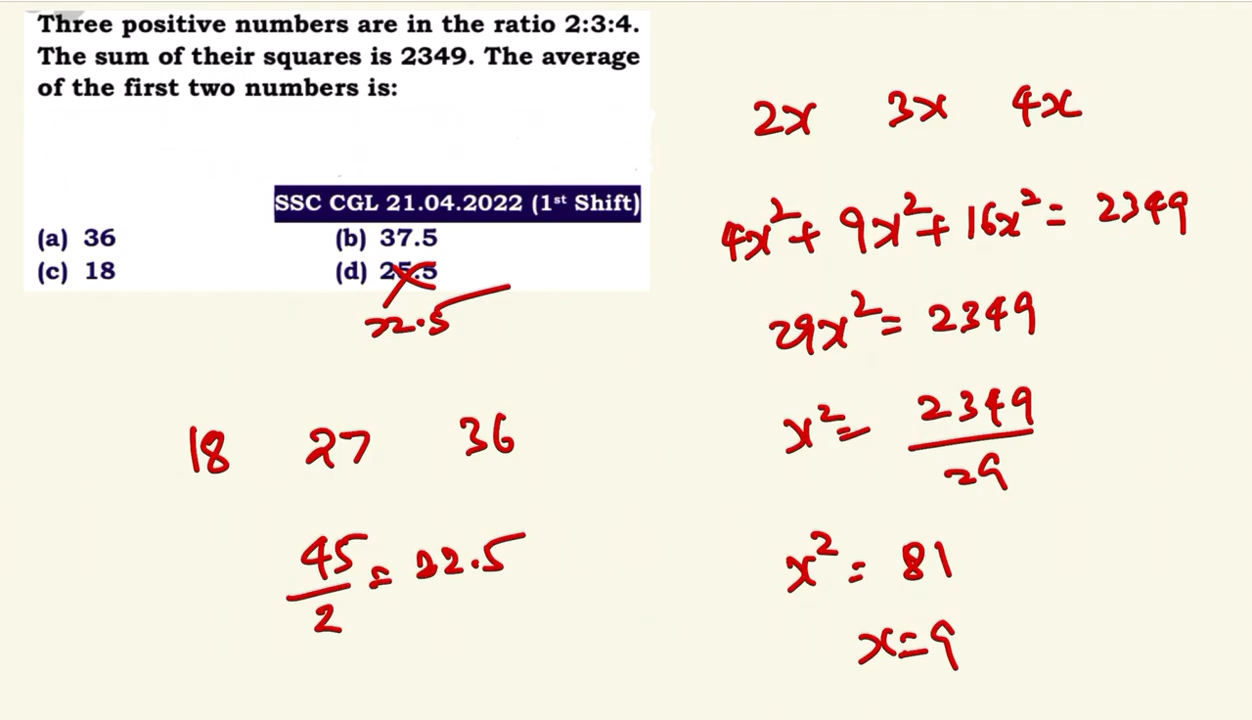 Three positive numbers are in the ratio 2:3:4.
The sum of their squares is 2349. The average
of the first two numbers is:
SSC CGL 21.04.2022 (1st Shift)
(a) 36 (b) 37.5
(c) 18 (d) 25.5
22.5
18 27 36
45/2 = 22.5
2x 3x 4x
4x² + 9x² + 16x² = 2349
29x² = 2349
x² = 2349/29
x² = 81
x = 9